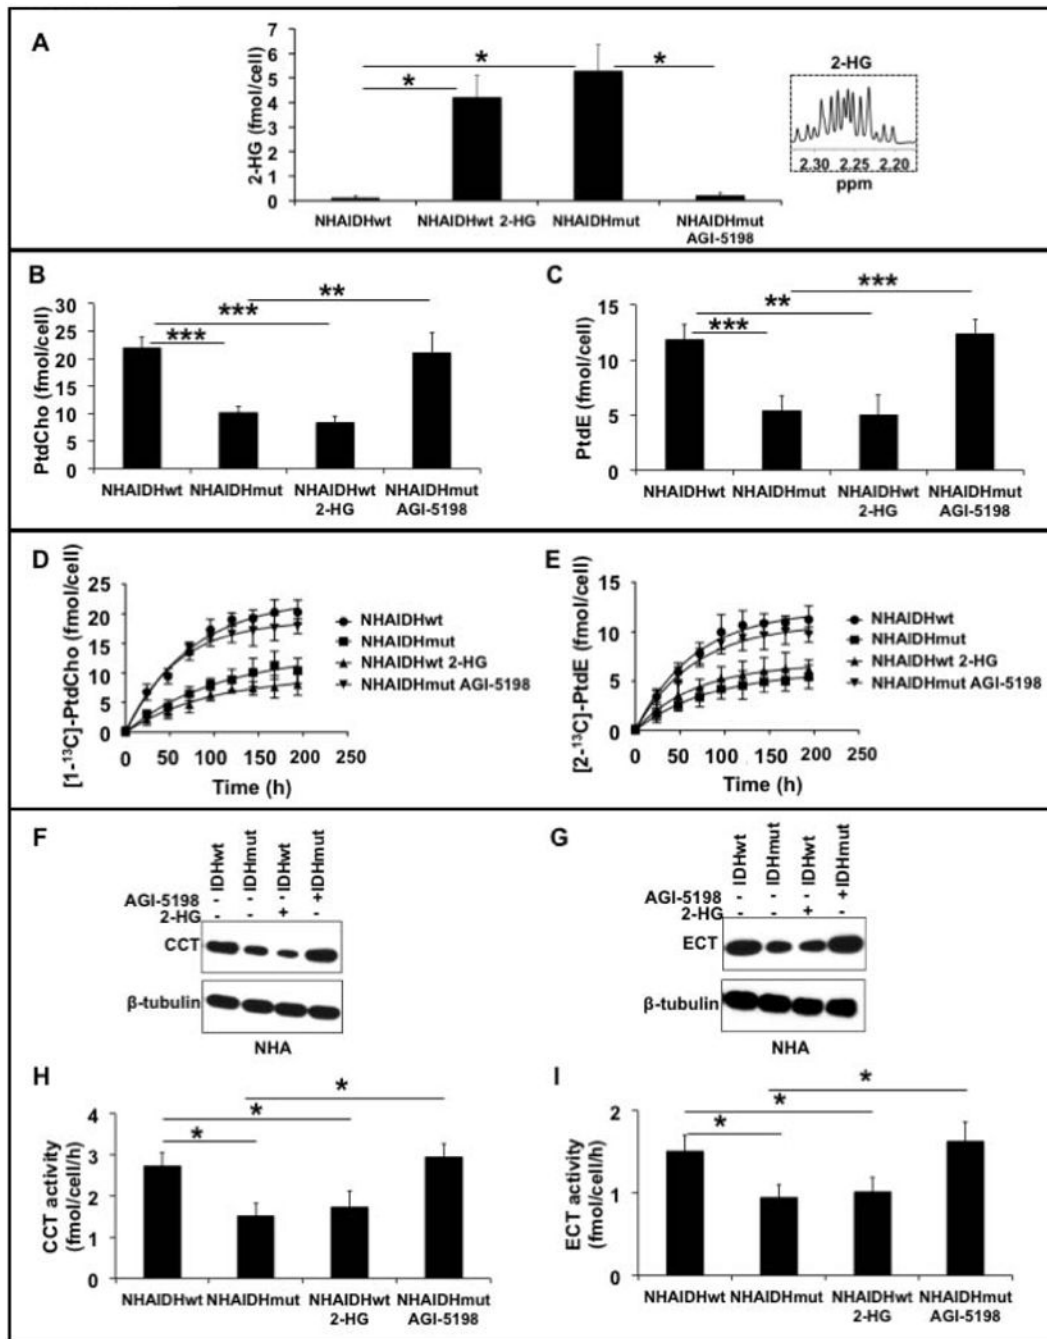 A
2-HG (fmol/cell)
7
6
5
4
3
2
1
0
*
*
*
NHAIDHwt
NHAIDHwt 2-HG
NHAIDHmut
NHAIDHmut
AGI-5198
2-HG
2.30 2.25 2.20
ppm
B
PtdCho (fmol/cell)
30
25
20
15
10
5
0
**
***
***
NHAIDHwt NHAIDHmut NHAIDHwt NHAIDHmut
2-HG AGI-5198
C
PtdE (fmol/cell)
15
10
5
0
***
**
***
NHAIDHwt NHAIDHmut NHAIDHwt NHAIDHmut
2-HG AGI-5198
D
[1-¹³C]-PtdCho (fmol/cell)
25
20
15
10
5
0
0 50 100 150 200 250
Time (h)
NHAIDHwt
NHAIDHmut
NHAIDHwt 2-HG
NHAIDHmut AGI-5198
E
[2-¹³C]-PtdE (fmol/cell)
15
10
5
0
0 50 100 150 200 250
Time (h)
NHAIDHwt
NHAIDHmut
NHAIDHwt 2-HG
NHAIDHmut AGI-5198
F
IDHwt IDHmut IDHwt IDHmut
AGI-5198 - - - +
2-HG - - + -
CCT
β-tubulin
NHA
G
IDHwt IDHmut IDHwt IDHmut
AGI-5198 - - - +
2-HG - - + -
ECT
β-tubulin
NHA
H
CCT activity
(fmol/cell/h)
4
3
2
1
0
*
*
*
NHAIDHwt NHAIDHmut NHAIDHwt NHAIDHmut
2-HG AGI-5198
I
ECT activity
(fmol/cell/h)
2
1
0
*
*
*
NHAIDHwt NHAIDHmut NHAIDHwt NHAIDHmut
2-HG AGI-5198